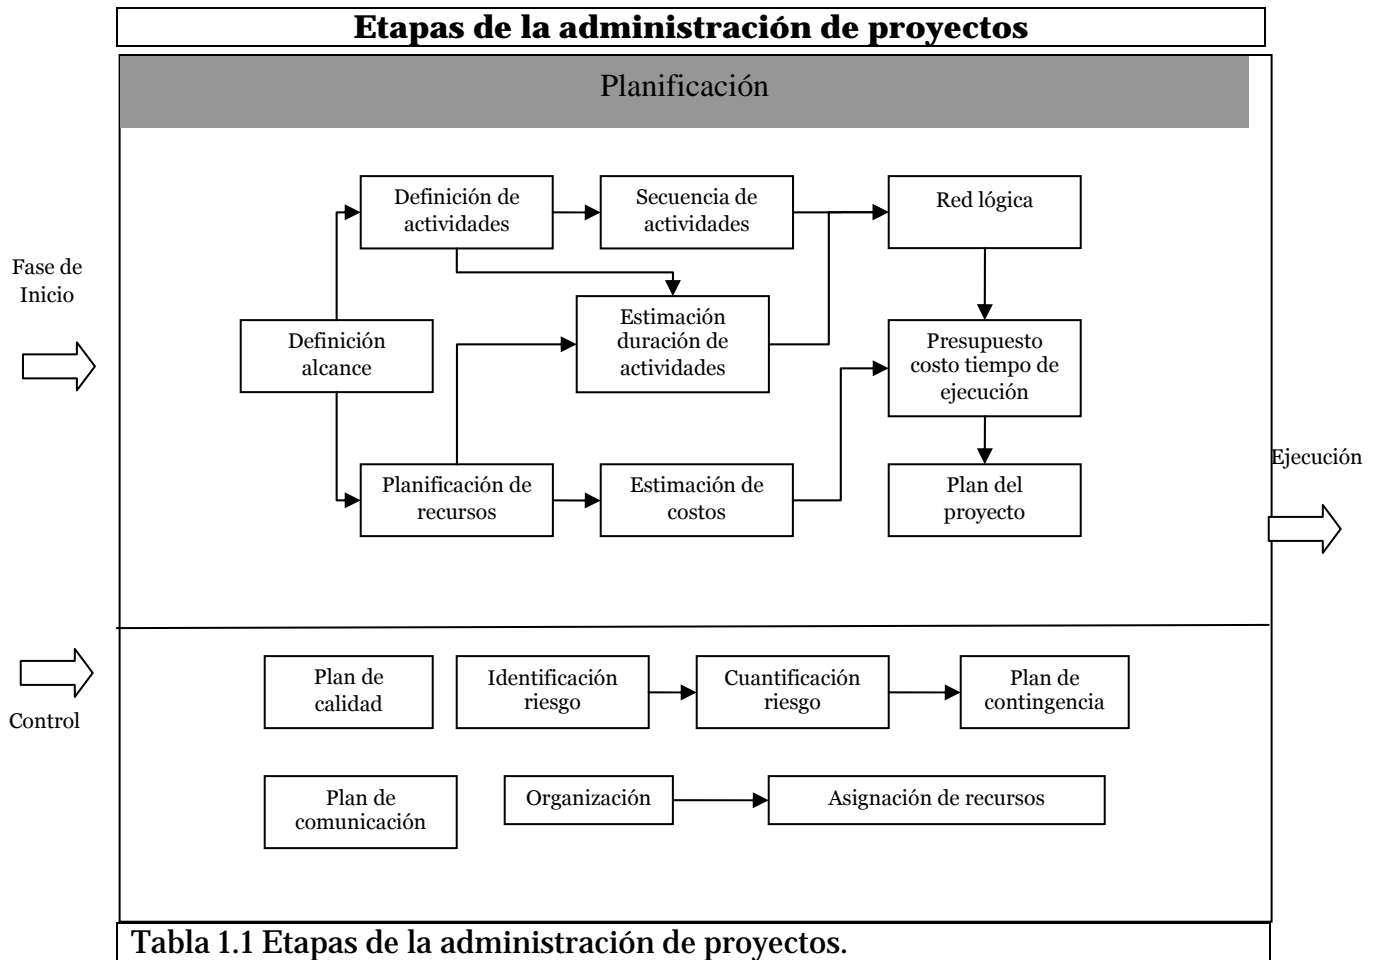 Etapas de la administración de proyectos
Planificación
Definición de
actividades
Secuencia de
actividades
Red lógica
Fase de
Inicio
Estimación
duración de
actividades
Definición
alcance
Presupuesto
costo tiempo de
ejecución
Ejecución
Planificación de
recursos
Estimación de
costos
Plan del
proyecto
Control
Plan de
calidad
Identificación
riesgo
Cuantificación
riesgo
Plan de
contingencia
Plan de
comunicación
Organización
Asignación de recursos
Tabla 1.1 Etapas de la administración de proyectos.